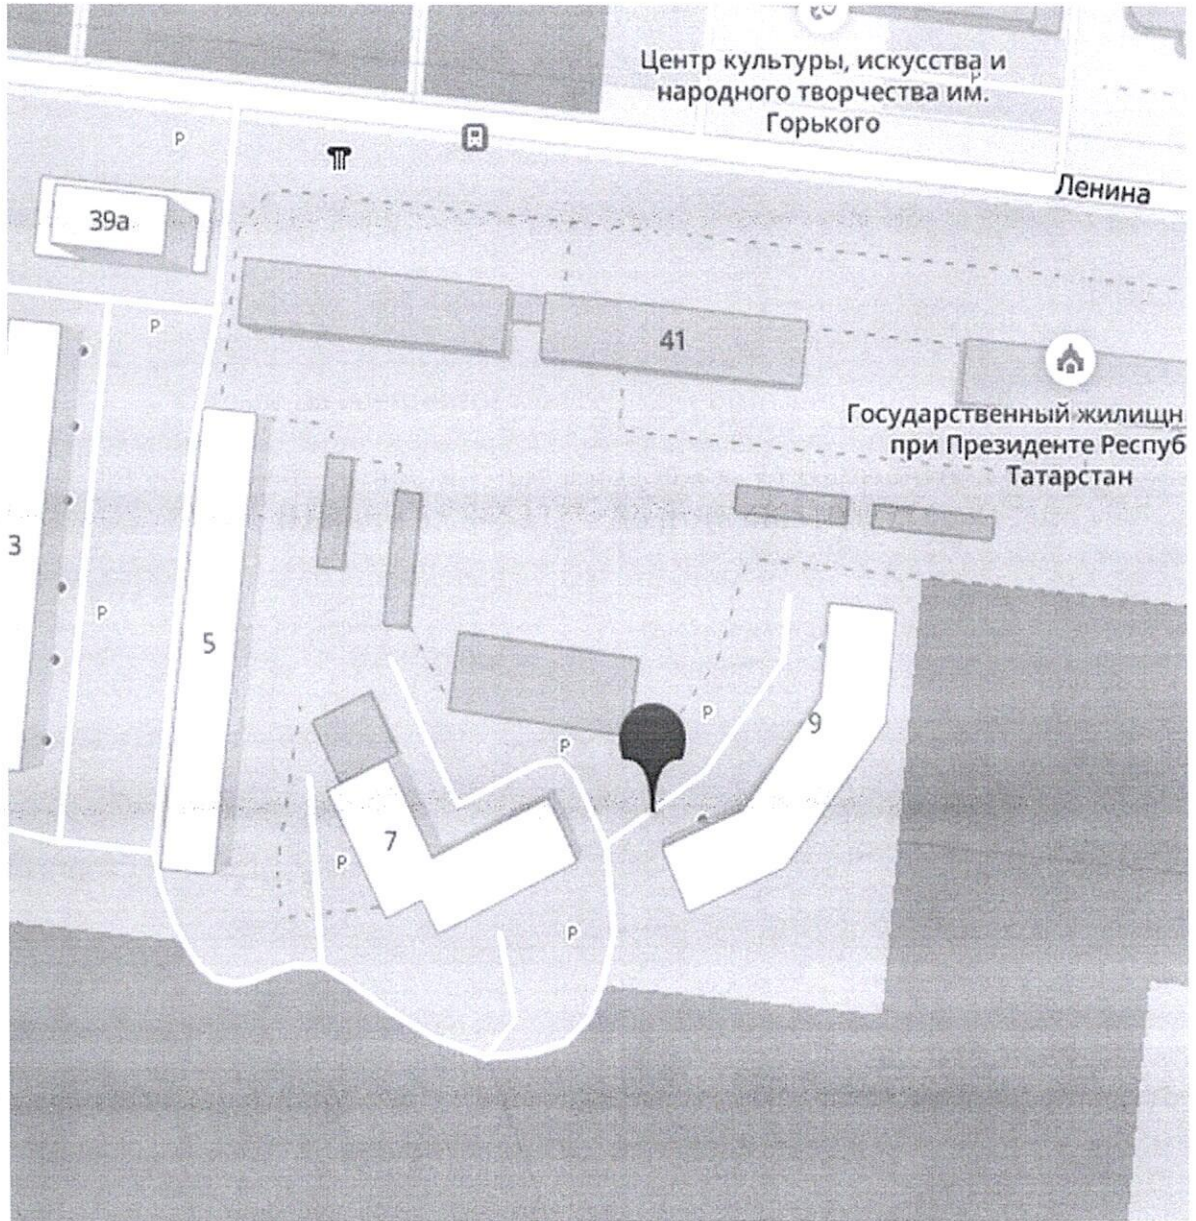 Центр культуры, искусства и
народного творчества им.
Горького
P
Ленина
39а
P
41
Государственный жилищн
при Президенте Респуб
Татарстан
3
P
5
P
9
P
7
P
P